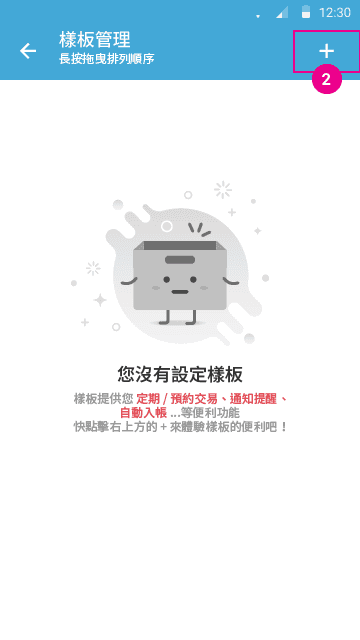 12:30
樣板管理
長按拖曳排列順序
+
2
您沒有設定樣板
樣板提供您 定期 / 預約交易、通知提醒、
自動入帳 ...等便利功能
快點擊右上方的 + 來體驗樣板的便利吧！